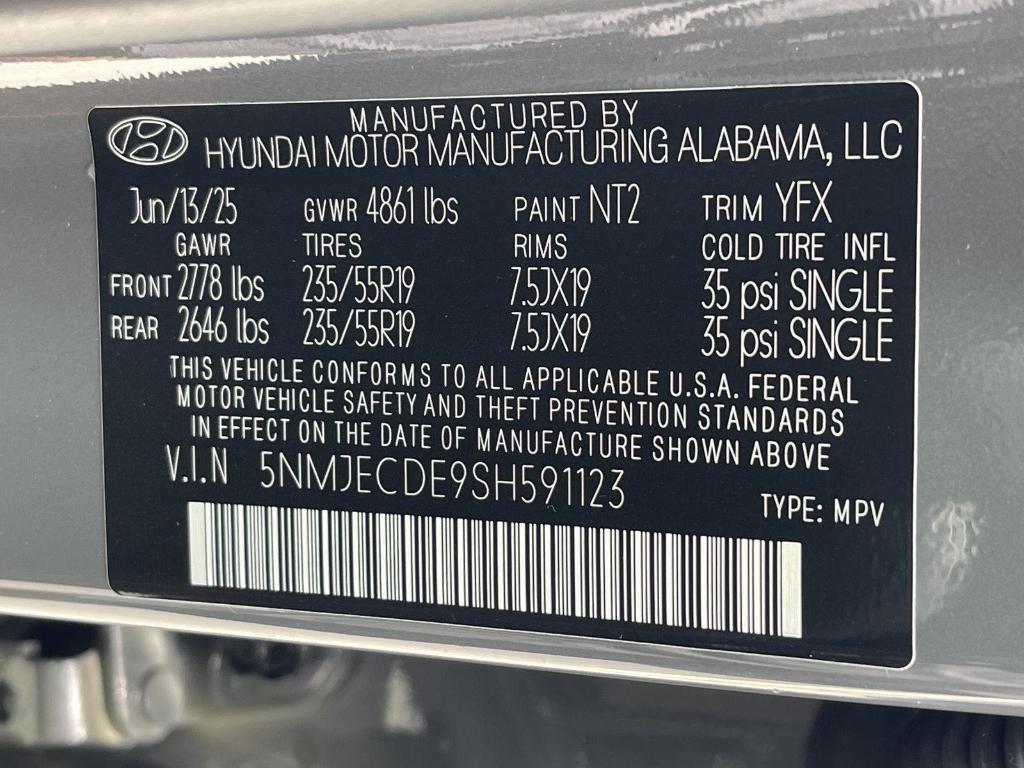 MANUFACTURED BY
HYUNDAI MOTOR MANUFACTURING ALABAMA, LLC
Jun/13/25 GVWR 4861 lbs PAINT NT2 TRIM YFX
GAWR TIRES RIMS COLD TIRE INFL
FRONT 2778 lbs 235/55R19 7.5JX19 35 psi SINGLE
REAR 2646 lbs 235/55R19 7.5JX19 35 psi SINGLE
THIS VEHICLE CONFORMS TO ALL APPLICABLE U.S.A. FEDERAL
MOTOR VEHICLE SAFETY AND THEFT PREVENTION STANDARDS
IN EFFECT ON THE DATE OF MANUFACTURE SHOWN ABOVE
V.I.N 5NMJECDE9SH591123
TYPE: MPV